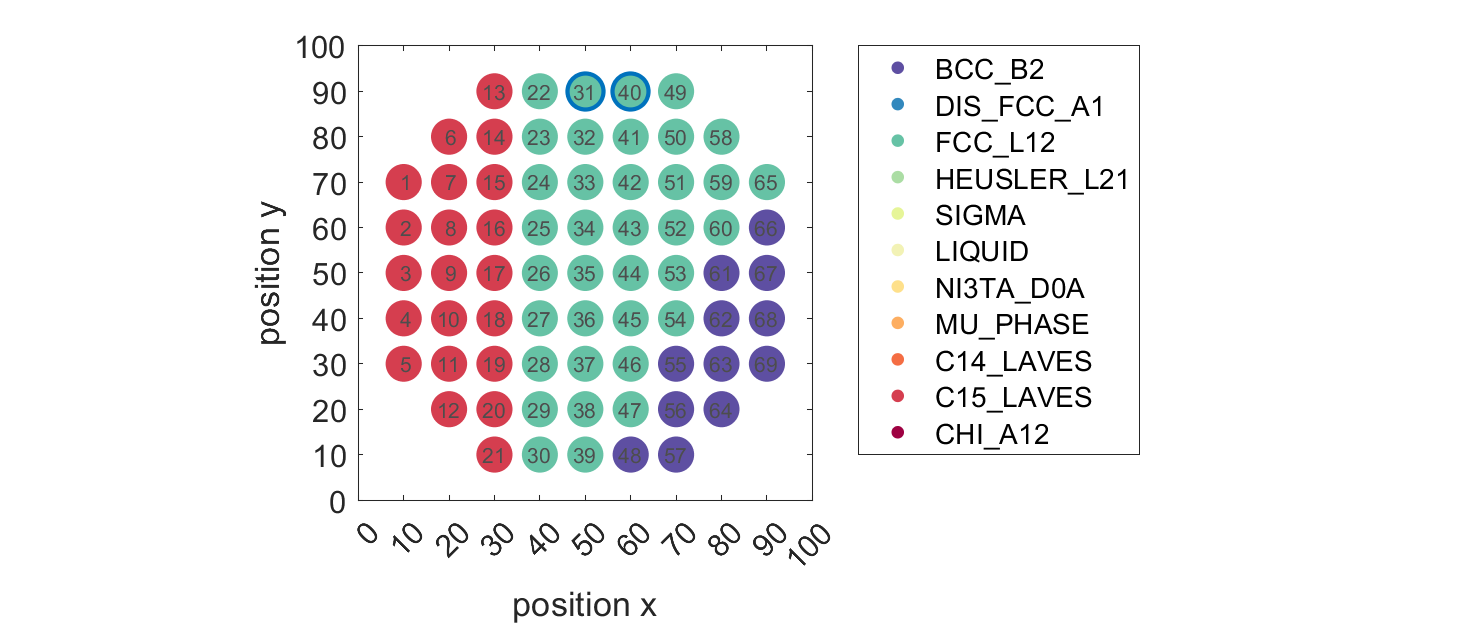 100
90
80
70
60
50
40
30
20
10
0
position y
13 22 31 40 49
6 14 23 32 41 50 58
1 7 15 24 33 42 51 59 65
2 8 16 25 34 43 52 60 66
3 9 17 26 35 44 53 61 67
4 10 18 27 36 45 54 62 68
5 11 19 28 37 46 55 63 69
12 20 29 38 47 56 64
21 30 39 48 57
0 10 20 30 40 50 60 70 80 90 100
position x
BCC_B2
DIS_FCC_A1
FCC_L12
HEUSLER_L21
SIGMA
LIQUID
NI3TA_D0A
MU_PHASE
C14_LAVES
C15_LAVES
CHI_A12